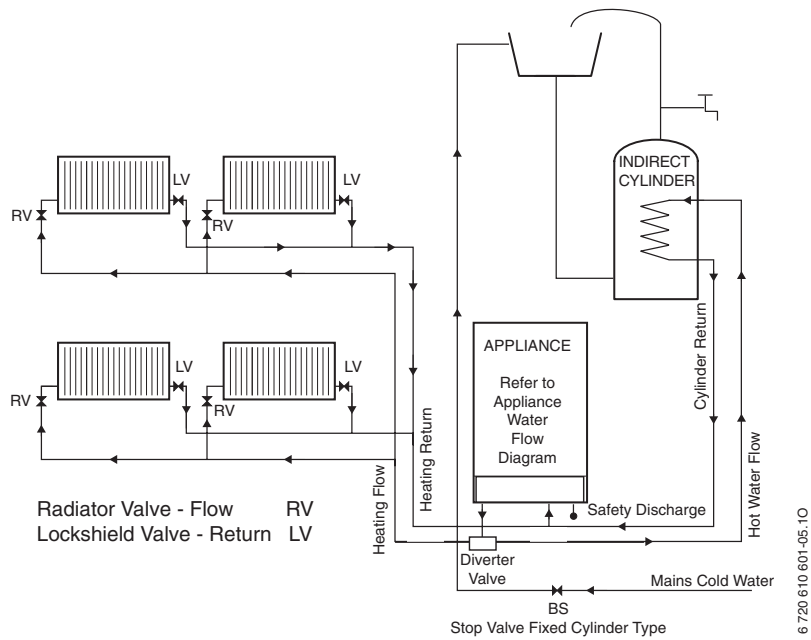 INDIRECT
CYLINDER
LV
LV
RV
RV
APPLIANCE
Refer to
Appliance
Water
Flow
Diagram
Cylinder Return
Hot Water Flow
LV
LV
RV
RV
Heating Return
Heating Flow
Radiator Valve - Flow RV
Lockshield Valve - Return LV
Safety Discharge
Diverter
Valve
Mains Cold Water
BS
Stop Valve Fixed Cylinder Type
6 720 610 601-05.1O